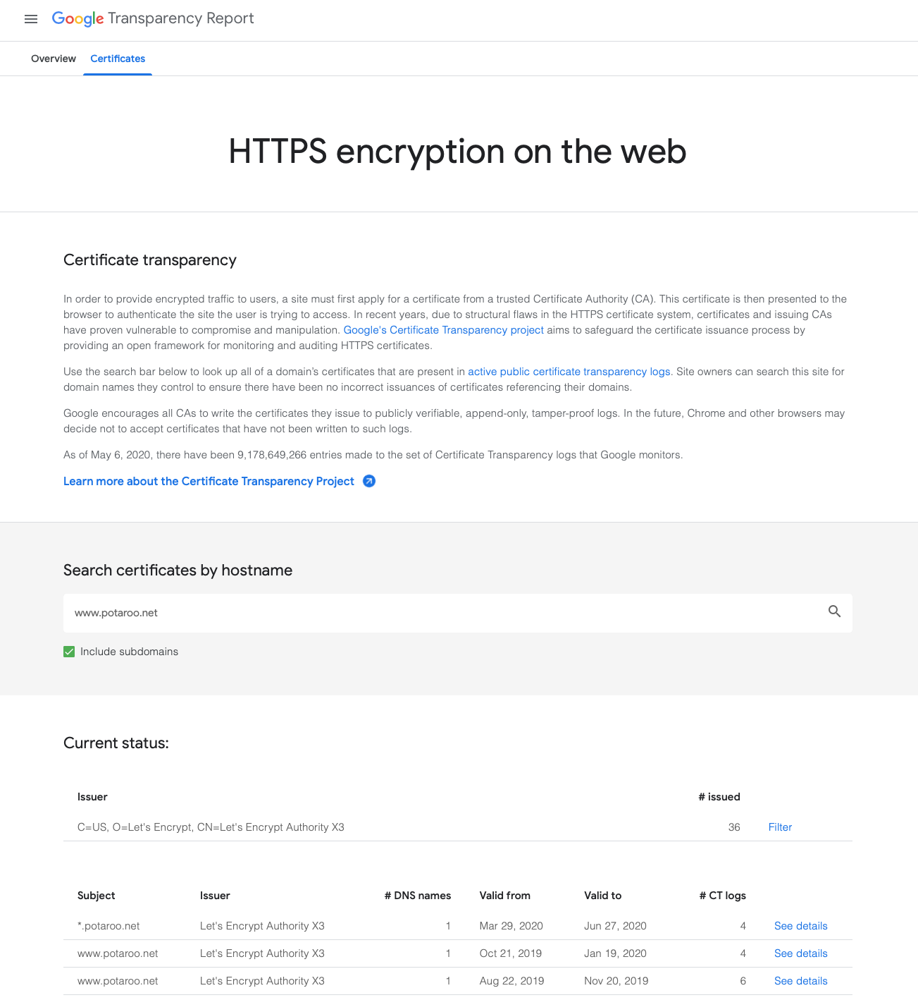 Google Transparency Report
Overview Certificates
HTTPS encryption on the web
Certificate transparency
In order to provide encrypted traffic to users, a site must first apply for a certificate from a trusted Certificate Authority (CA). This certificate is then presented to the
browser to authenticate the site the user is trying to access. In recent years, due to structural flaws in the HTTPS certificate system, certificates and issuing CAs
have proven vulnerable to compromise and manipulation. Google's Certificate Transparency project aims to safeguard the certificate issuance process by
providing an open framework for monitoring and auditing HTTPS certificates.
Use the search bar below to look up all of a domain’s certificates that are present in active public certificate transparency logs. Site owners can search this site for
domain names they control to ensure there have been no incorrect issuances of certificates referencing their domains.
Google encourages all CAs to write the certificates they issue to publicly verifiable, append-only, tamper-proof logs. In the future, Chrome and other browsers may
decide not to accept certificates that have not been written to such logs.
As of May 6, 2020, there have been 9,178,649,266 entries made to the set of Certificate Transparency logs that Google monitors.
Learn more about the Certificate Transparency Project
Search certificates by hostname
www.potaroo.net
Include subdomains
Current status:
Issuer # issued
C=US, O=Let's Encrypt, CN=Let's Encrypt Authority X3 36 Filter
Subject Issuer # DNS names Valid from Valid to # CT logs
*.potaroo.net Let's Encrypt Authority X3 1 Mar 29, 2020 Jun 27, 2020 4 See details
www.potaroo.net Let's Encrypt Authority X3 1 Oct 21, 2019 Jan 19, 2020 4 See details
www.potaroo.net Let's Encrypt Authority X3 1 Aug 22, 2019 Nov 20, 2019 6 See details